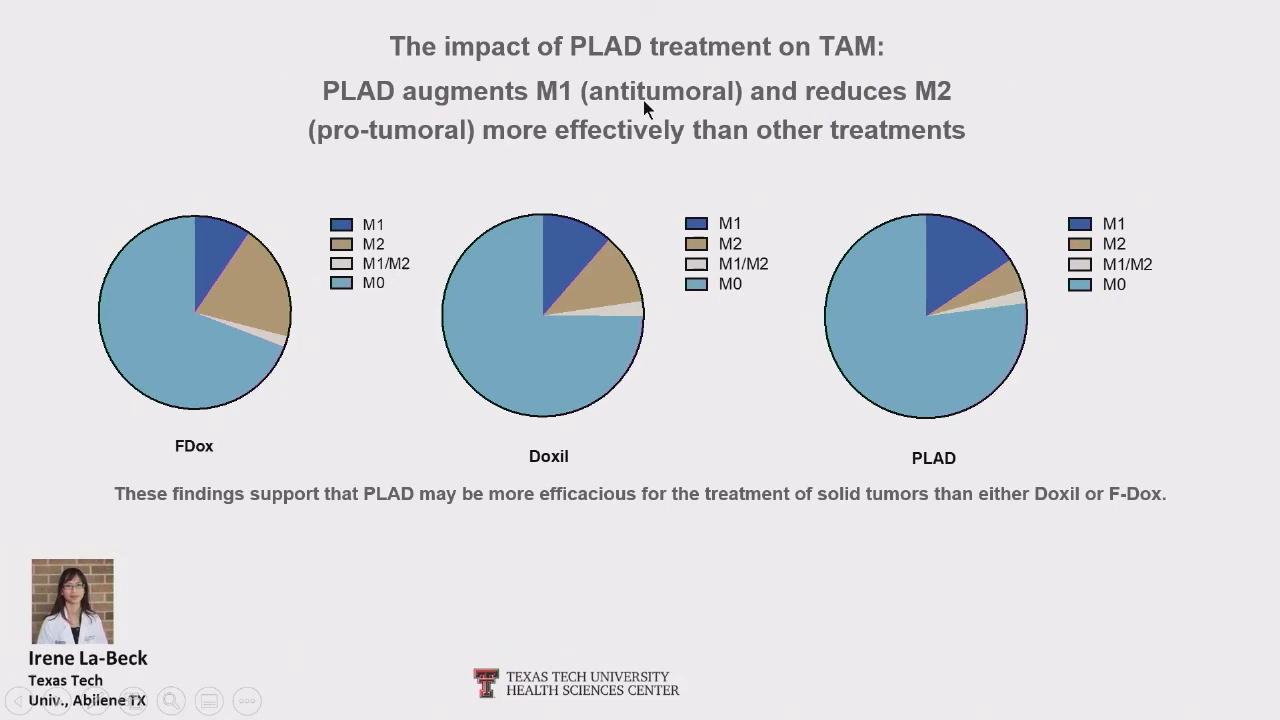 The impact of PLAD treatment on TAM:
PLAD augments M1 (antitumoral) and reduces M2
(pro-tumoral) more effectively than other treatments
M1
M2
M1/M2
M0
M1
M2
M1/M2
M0
M1
M2
M1/M2
M0
FDox
Doxil
PLAD
These findings support that PLAD may be more efficacious for the treatment of solid tumors than either Doxil or F-Dox.
Irene La-Beck
Texas Tech
Univ., Abilene TX
TEXAS TECH UNIVERSITY
HEALTH SCIENCES CENTER